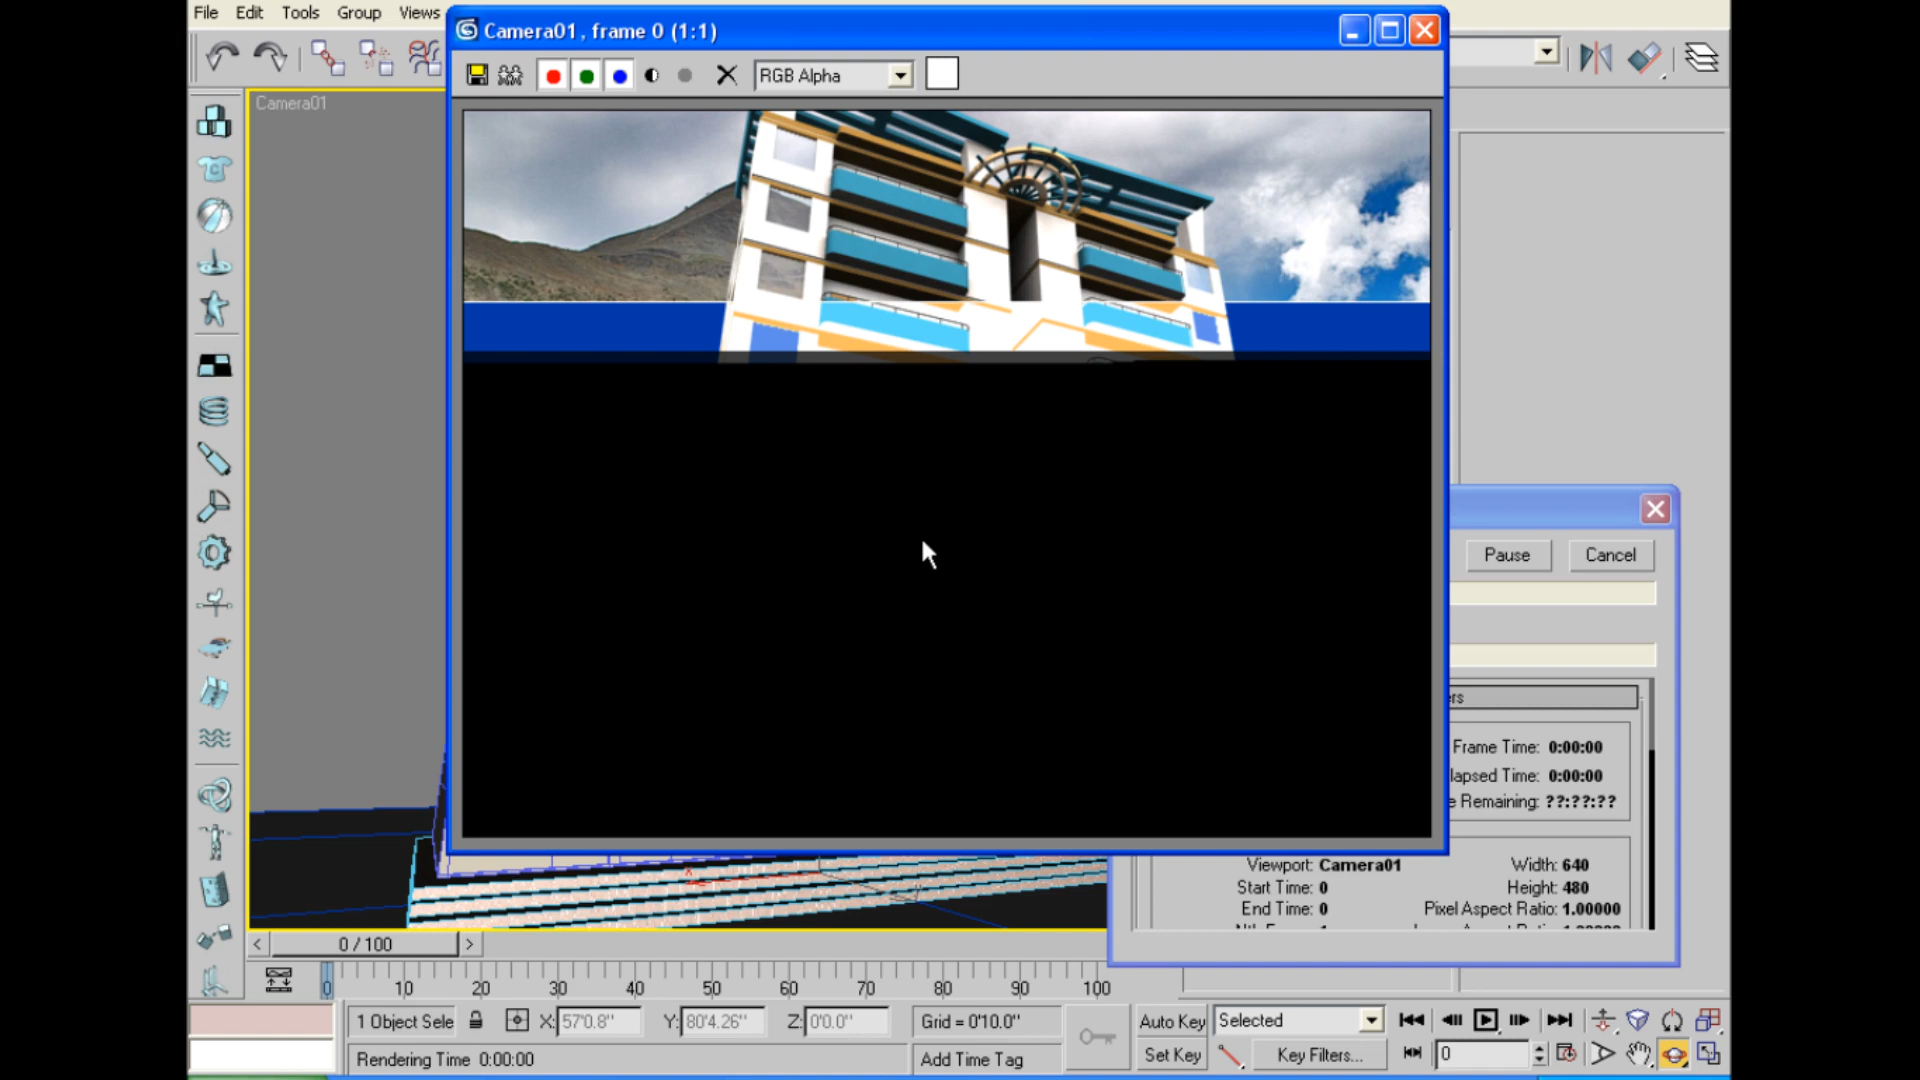 File Edit Tools Group Views
Camera01, frame 0 (1:1)
RGB Alpha
Camera01
Pause Cancel
Frame Time: 0:00:00
lapsed Time: 0:00:00
e Remaining: ??:??:??
Viewport: Camera01 Width: 640
Start Time: 0 Height: 480
End Time: 0 Pixel Aspect Ratio: 1.00000
< 0 / 100 >
0 10 20 30 40 50 60 70 80 90 100
1 Object Sele X: 57'0.8" Y: 80'4.26" Z: 0'0.0" Grid = 0'10.0" Auto Key Selected
Rendering Time 0:00:00 Add Time Tag Set Key Key Filters... 0